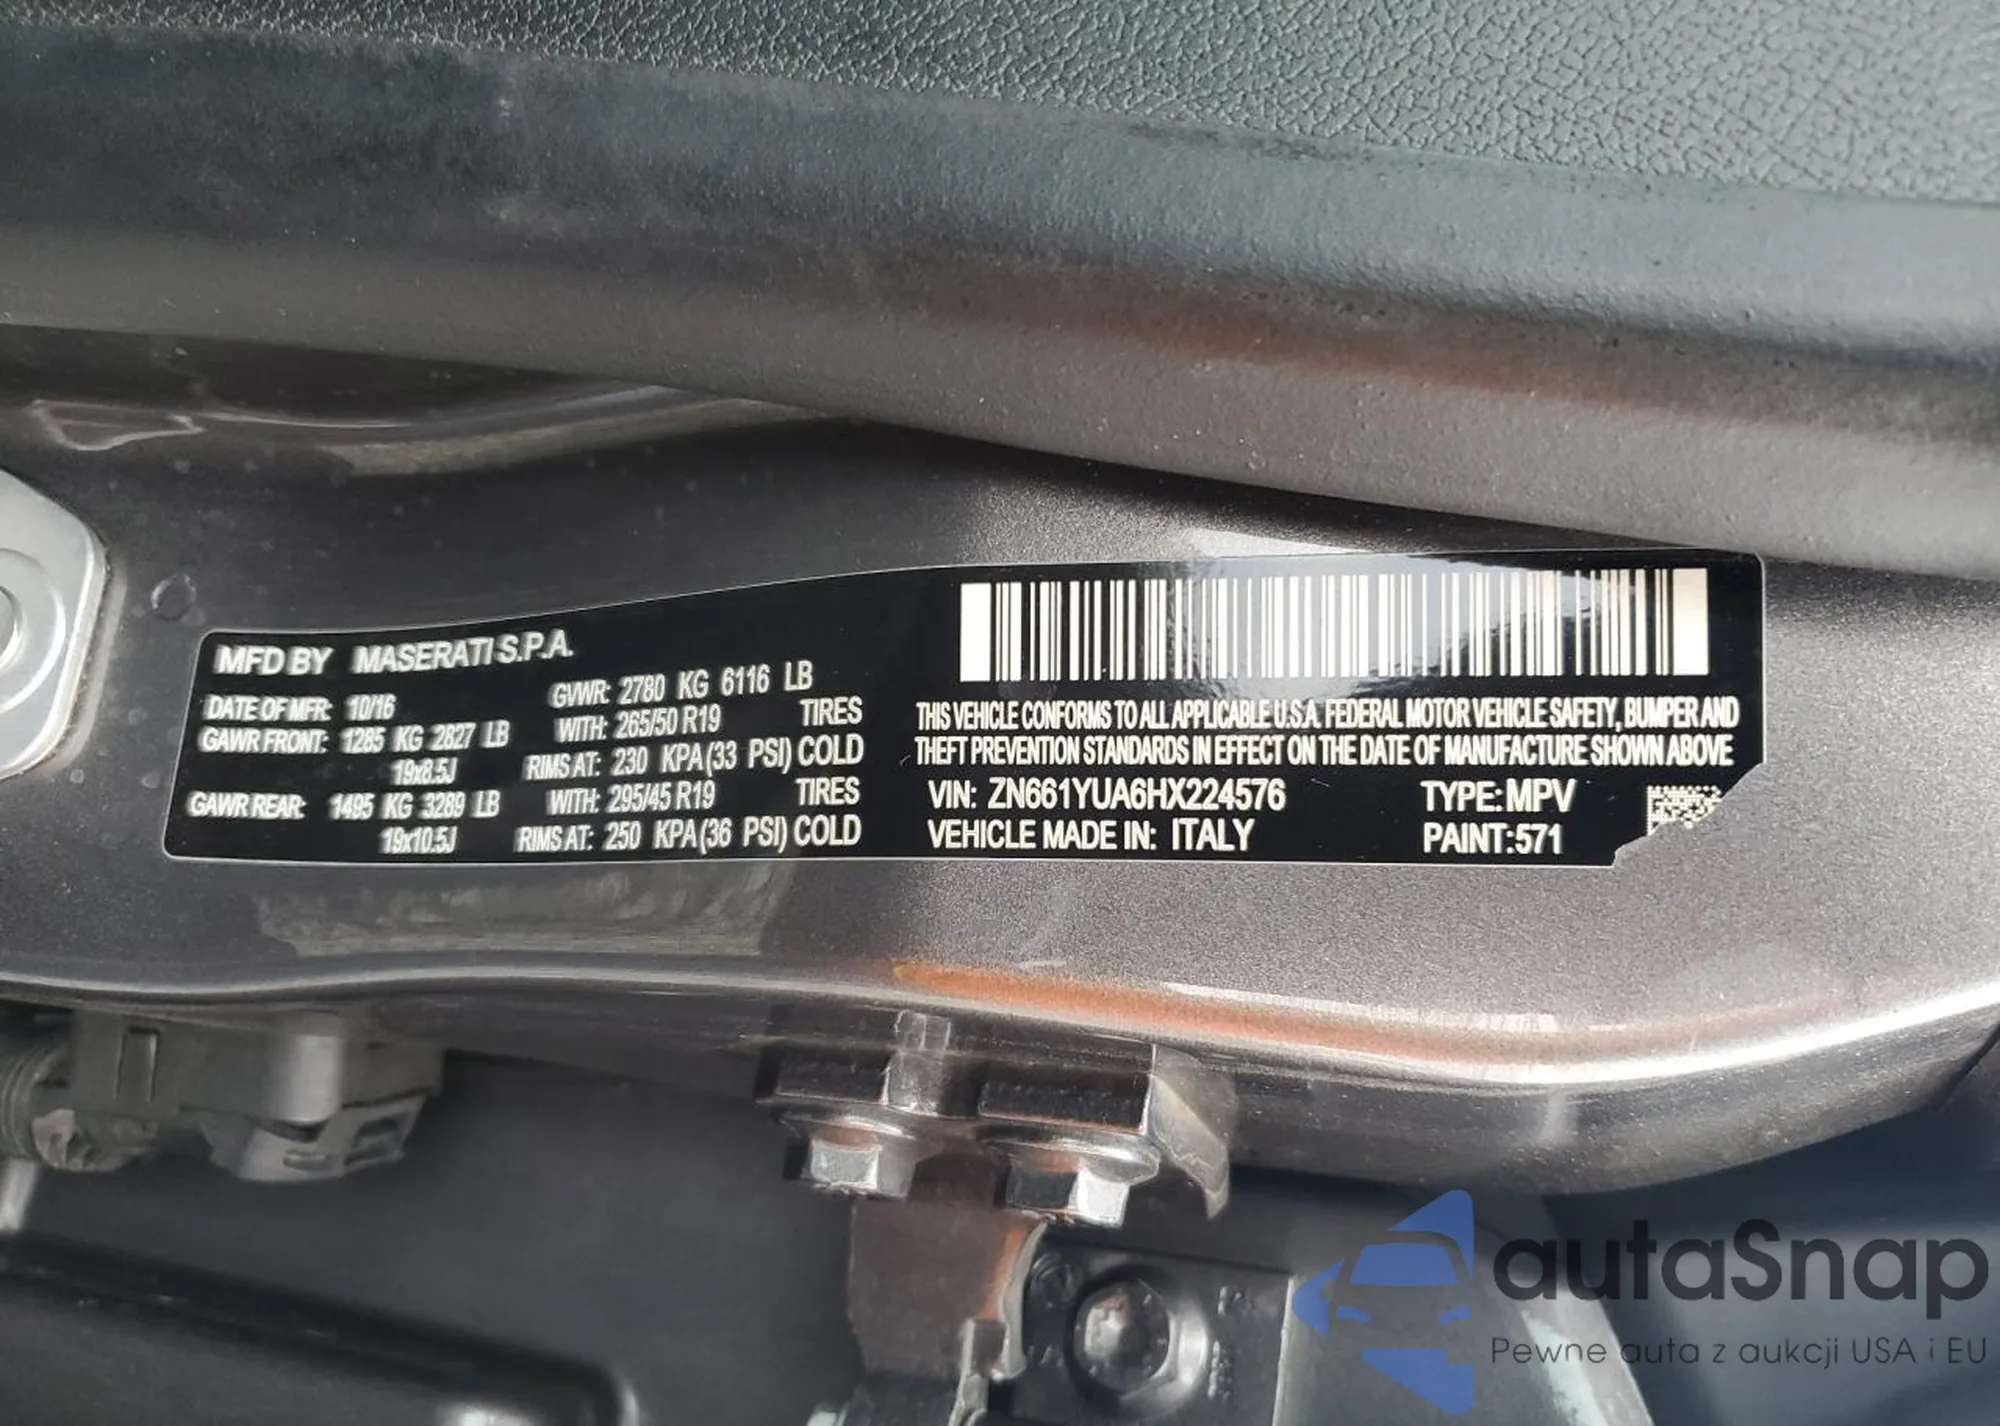 MFD BY MASERATI S.P.A.
DATE OF MFR: 10/16 GVWR: 2780 KG 6116 LB
GAWR FRONT: 1285 KG 2827 LB WITH: 265/50 R19 TIRES
19x8.5J RIMS AT: 230 KPA(33 PSI) COLD
GAWR REAR: 1495 KG 3289 LB WITH: 295/45 R19 TIRES
19x10.5J RIMS AT: 250 KPA(36 PSI) COLD
THIS VEHICLE CONFORMS TO ALL APPLICABLE U.S.A. FEDERAL MOTOR VEHICLE SAFETY, BUMPER AND
THEFT PREVENTION STANDARDS IN EFFECT ON THE DATE OF MANUFACTURE SHOWN ABOVE
VIN: ZN661YUA6HX224576 TYPE: MPV
VEHICLE MADE IN: ITALY PAINT:571
autaSnap
Pewne auta z aukcji USA i EU